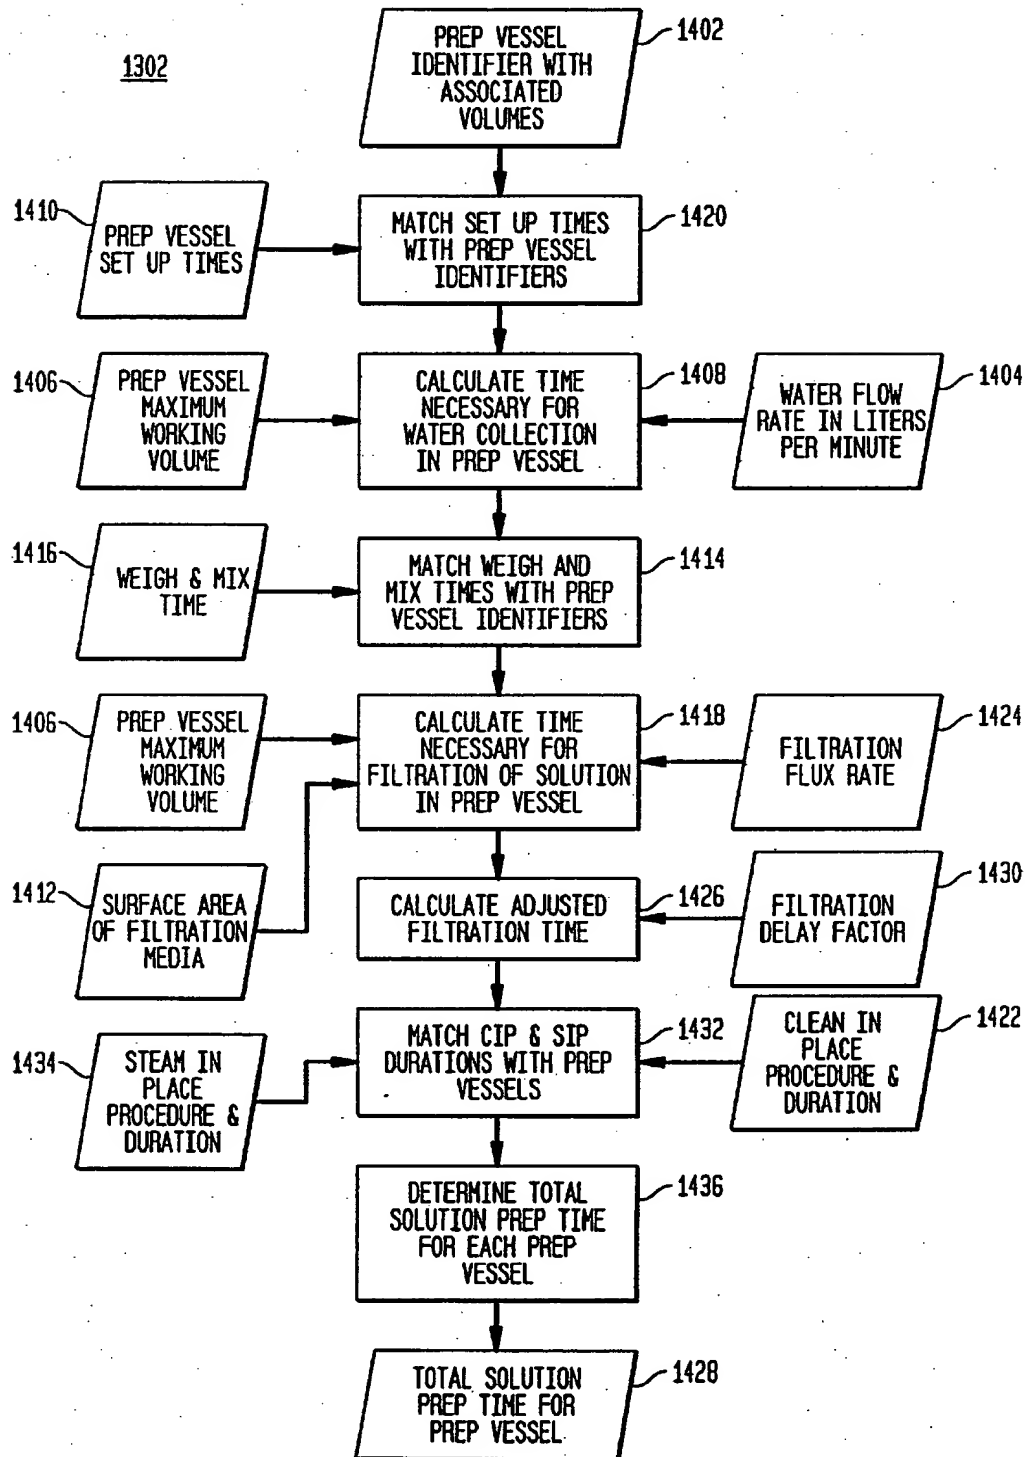 1302
PREP VESSEL
IDENTIFIER WITH
ASSOCIATED
VOLUMES
1402
1410
PREP VESSEL
SET UP TIMES
MATCH SET UP TIMES
WITH PREP VESSEL
IDENTIFIERS
1420
1406
PREP VESSEL
MAXIMUM
WORKING
VOLUME
CALCULATE TIME
NECESSARY FOR
WATER COLLECTION
IN PREP VESSEL
1408
WATER FLOW
RATE IN LITERS
PER MINUTE
1404
1416
WEIGH & MIX
TIME
MATCH WEIGH AND
MIX TIMES WITH PREP
VESSEL IDENTIFIERS
1414
1406
PREP VESSEL
MAXIMUM
WORKING
VOLUME
CALCULATE TIME
NECESSARY FOR
FILTRATION OF SOLUTION
IN PREP VESSEL
1418
FILTRATION
FLUX RATE
1424
1412
SURFACE AREA
OF FILTRATION
MEDIA
CALCULATE ADJUSTED
FILTRATION TIME
1426
FILTRATION
DELAY FACTOR
1430
1434
STEAM IN
PLACE
PROCEDURE &
DURATION
MATCH CIP & SIP
DURATIONS WITH PREP
VESSELS
1432
CLEAN IN
PLACE
PROCEDURE &
DURATION
1422
DETERMINE TOTAL
SOLUTION PREP TIME
FOR EACH PREP
VESSEL
1436
TOTAL SOLUTION
PREP TIME FOR
PREP VESSEL
1428